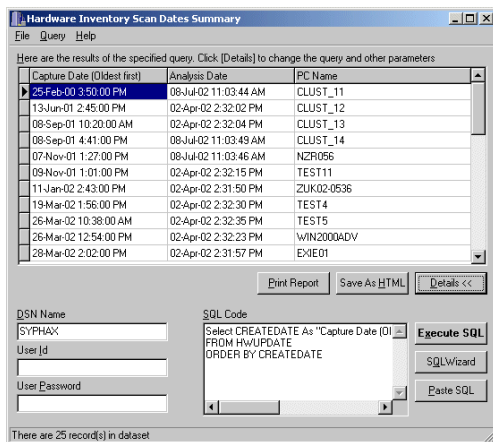 Hardware Inventory Scan Dates Summary
File Query Help
Here are the results of the specified query. Click [Details] to change the query and other parameters
Capture Date (Oldest first) Analysis Date PC Name
25-Feb-00 3:50:00 PM 08-Jul-02 11:03:44 AM CLUST_11
13-Jun-01 2:45:00 PM 02-Apr-02 2:32:02 PM CLUST_12
08-Sep-01 10:20:00 AM 02-Apr-02 2:32:04 PM CLUST_13
08-Sep-01 4:41:00 PM 08-Jul-02 11:03:49 AM CLUST_14
07-Nov-01 1:27:00 PM 08-Jul-02 11:03:46 AM NZR056
09-Nov-01 1:01:00 PM 02-Apr-02 2:32:15 PM TEST11
11-Jan-02 2:43:00 PM 02-Apr-02 2:31:50 PM ZUK02-0536
19-Mar-02 1:56:00 PM 02-Apr-02 2:32:30 PM TEST4
26-Mar-02 10:38:00 AM 02-Apr-02 2:32:35 PM TEST5
26-Mar-02 12:54:00 PM 02-Apr-02 2:32:23 PM WIN2000ADV
28-Mar-02 2:02:00 PM 02-Apr-02 2:31:57 PM EXIE01
Print Report Save As HTML Details <<
DSN Name
SYPHAX
User Id
User Password
SQL Code
Select CREATEDATE As "Capture Date (Ol
FROM HWUPDATE
ORDER BY CREATEDATE
Execute SQL
SQLWizard
Paste SQL
There are 25 record(s) in dataset